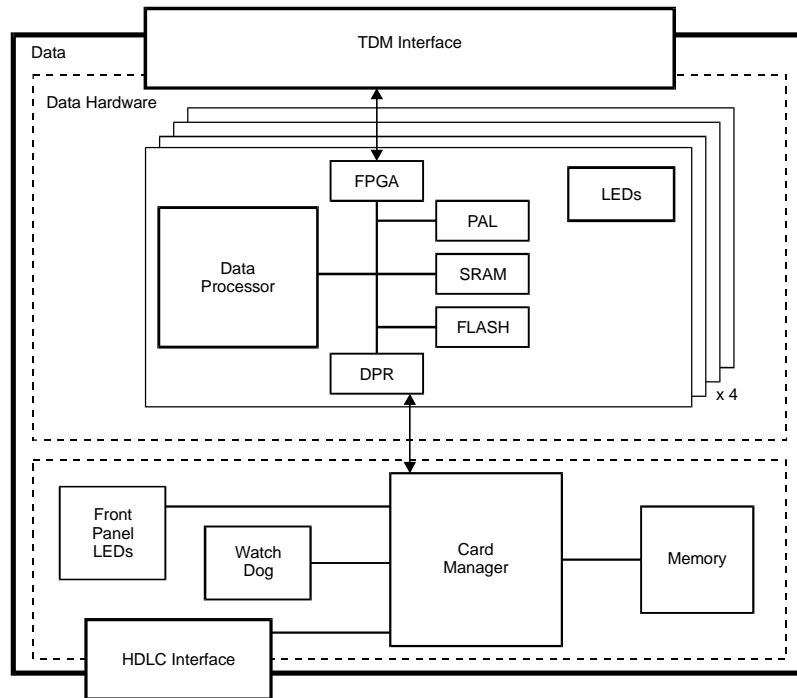 TDM Interface
Data
Data Hardware
FPGA
LEDs
PAL
Data
Processor
SRAM
FLASH
DPR
x 4
Front
Panel
LEDs
Watch
Dog
Card
Manager
Memory
HDLC Interface